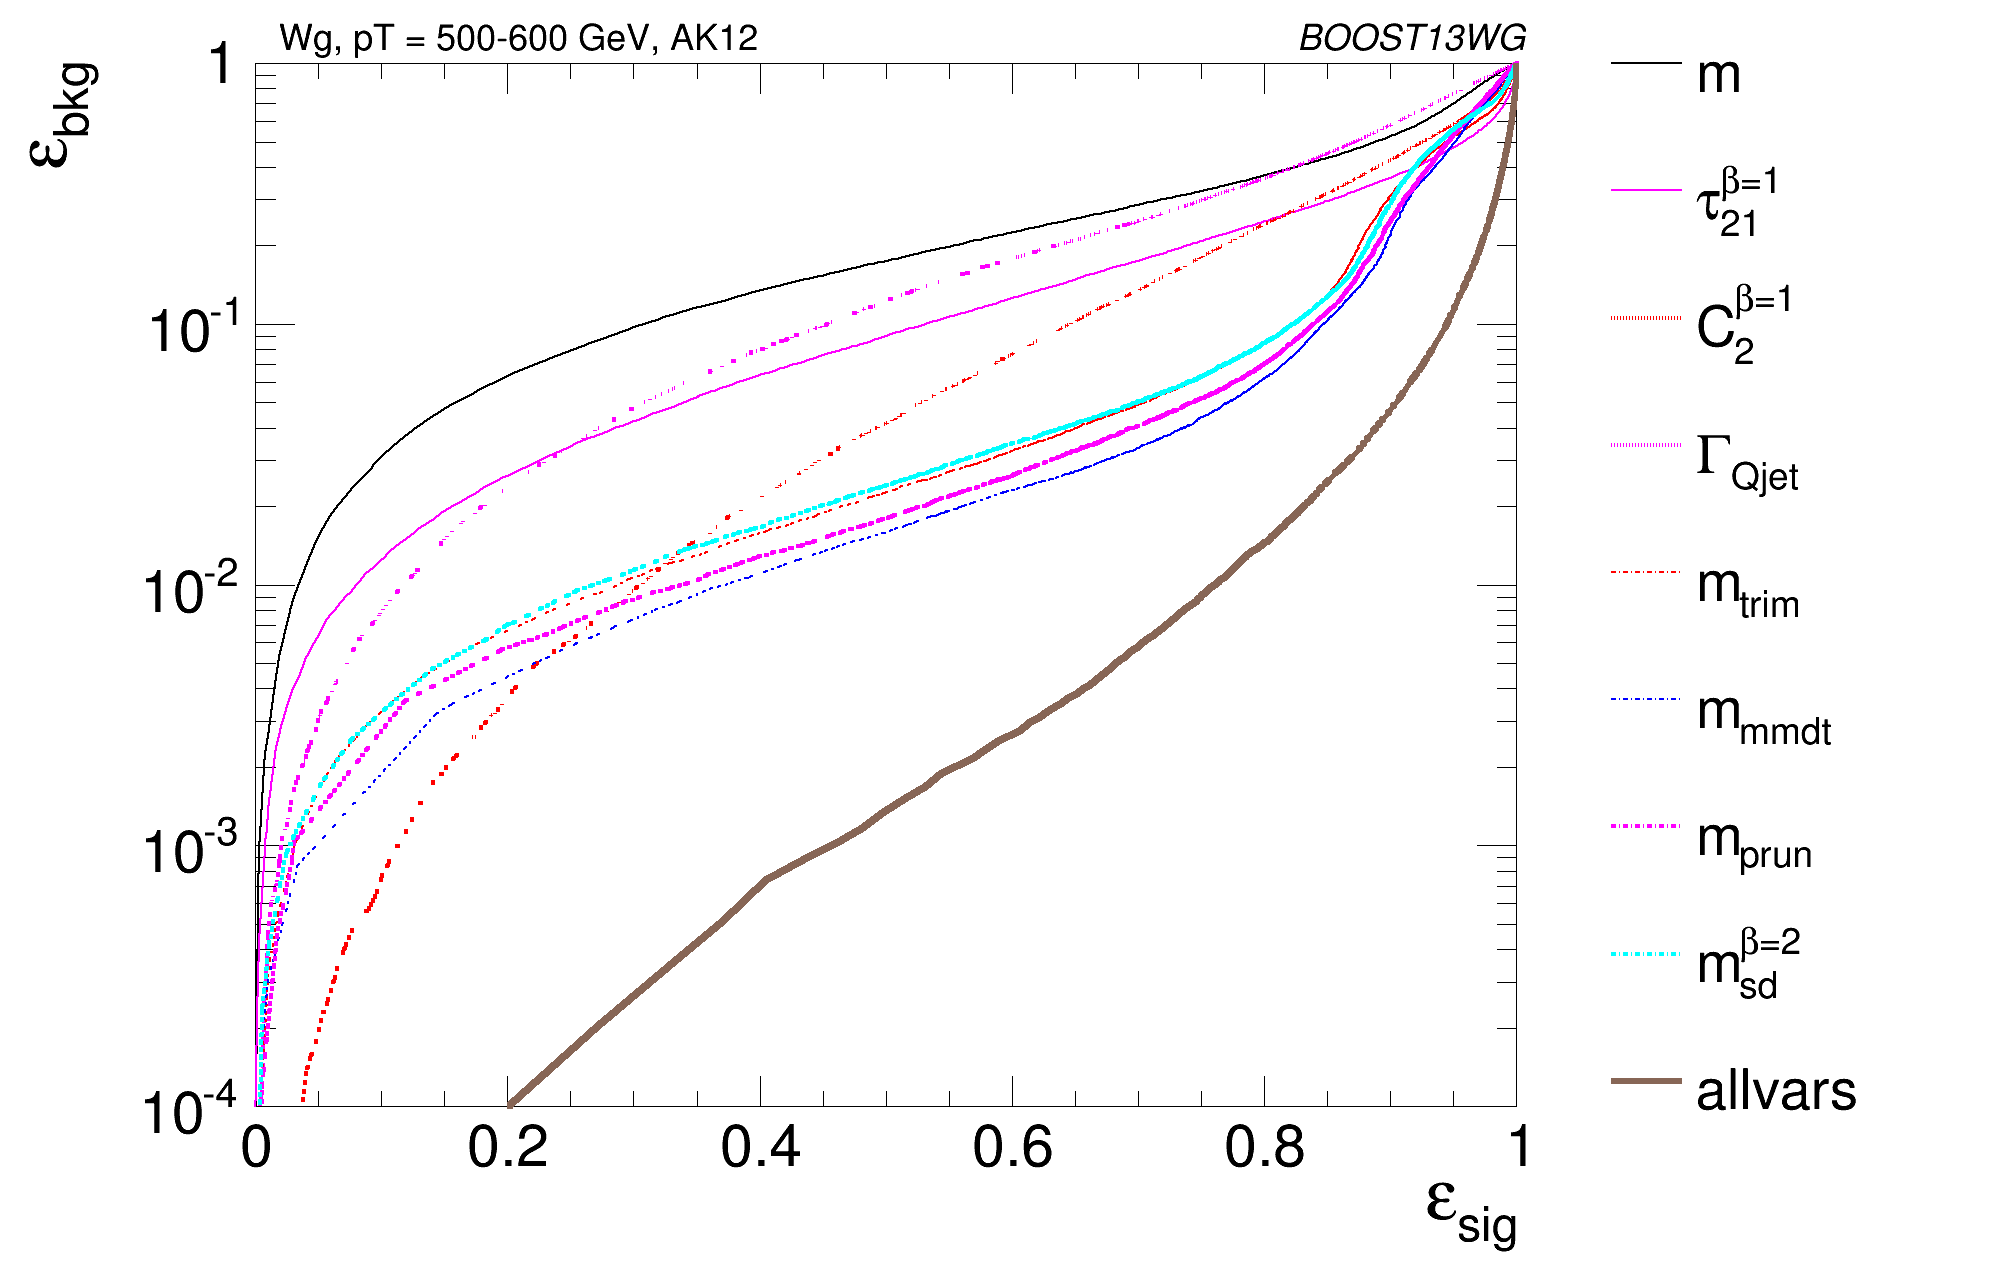 Wg, pT = 500-600 GeV, AK12
BOOST13WG
ε_bkg
1
10^-1
10^-2
10^-3
10^-4
0 0.2 0.4 0.6 0.8 1
ε_sig
m
τ_21^β=1
C_2^β=1
Γ_Qjet
m_trim
m_mmdt
m_prun
m_sd^β=2
allvars